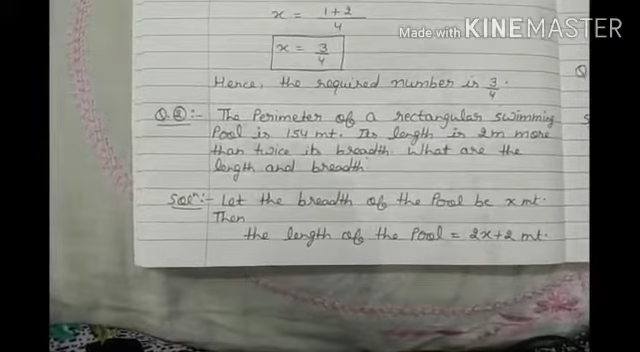 Made with KINEMASTER
x = 1+2/4
x = 3/4
Hence, the required number is 3/4.
Q
Q.②:- The Perimeter of a rectangular swimming
Pool is 154 mt. Its length is 2m more
than twice its breadth. What are the
length and breadth
Solⁿ:- Let the breadth of the Pool be x mt.
Then
the length of the Pool = 2x+2 mt.